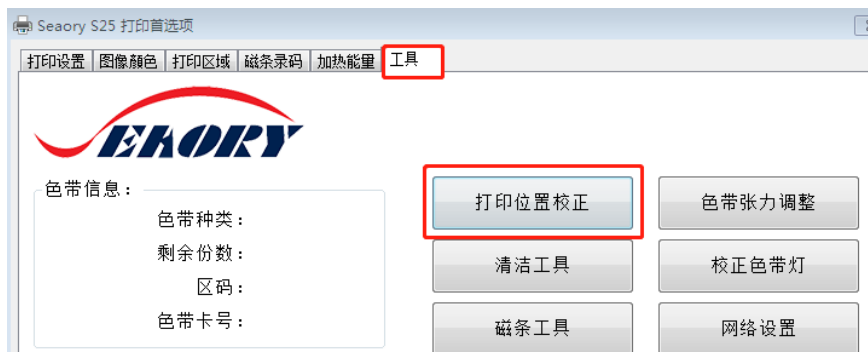 Seaory S25 打印首选项
打印设置 图像颜色 打印区域 磁条录码 加热能量 工具
SEAORY
色带信息：
色带种类：
剩余份数：
区码：
色带卡号：
打印位置校正 色带张力调整
清洁工具 校正色带灯
磁条工具 网络设置